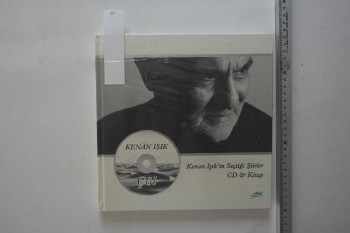 KENAN IŞIK
Kenan Işık'ın Seçtiği Şiirler
CD & Kitap